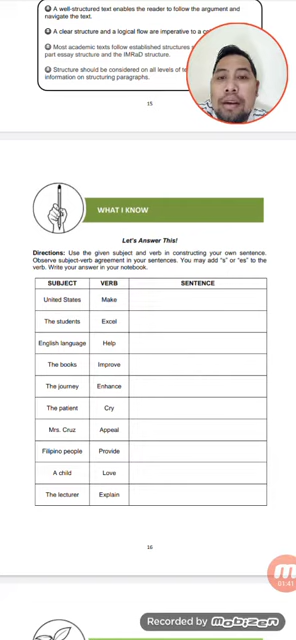 A well-structured text enables the reader to follow the argument and
navigate the text.
A clear structure and a logical flow are imperative to a
Most academic texts follow established structures
part essay structure and the IMRaD structure.
Structure should be considered on all levels of
information on structuring paragraphs.
15
WHAT I KNOW
Let's Answer This!
Directions: Use the given subject and verb in constructing your own sentence.
Observe subject-verb agreement in your sentences. You may add "s" or "es" to the
the verb. Write your answer in your notebook.
SUBJECT VERB SENTENCE
United States Make
The students Excel
English language Help
The books Improve
The journey Enhance
The patient Cry
Mrs. Cruz Appeal
Filipino people Provide
A child Love
The lecturer Explain
16
01:41
Recorded by Mobizen